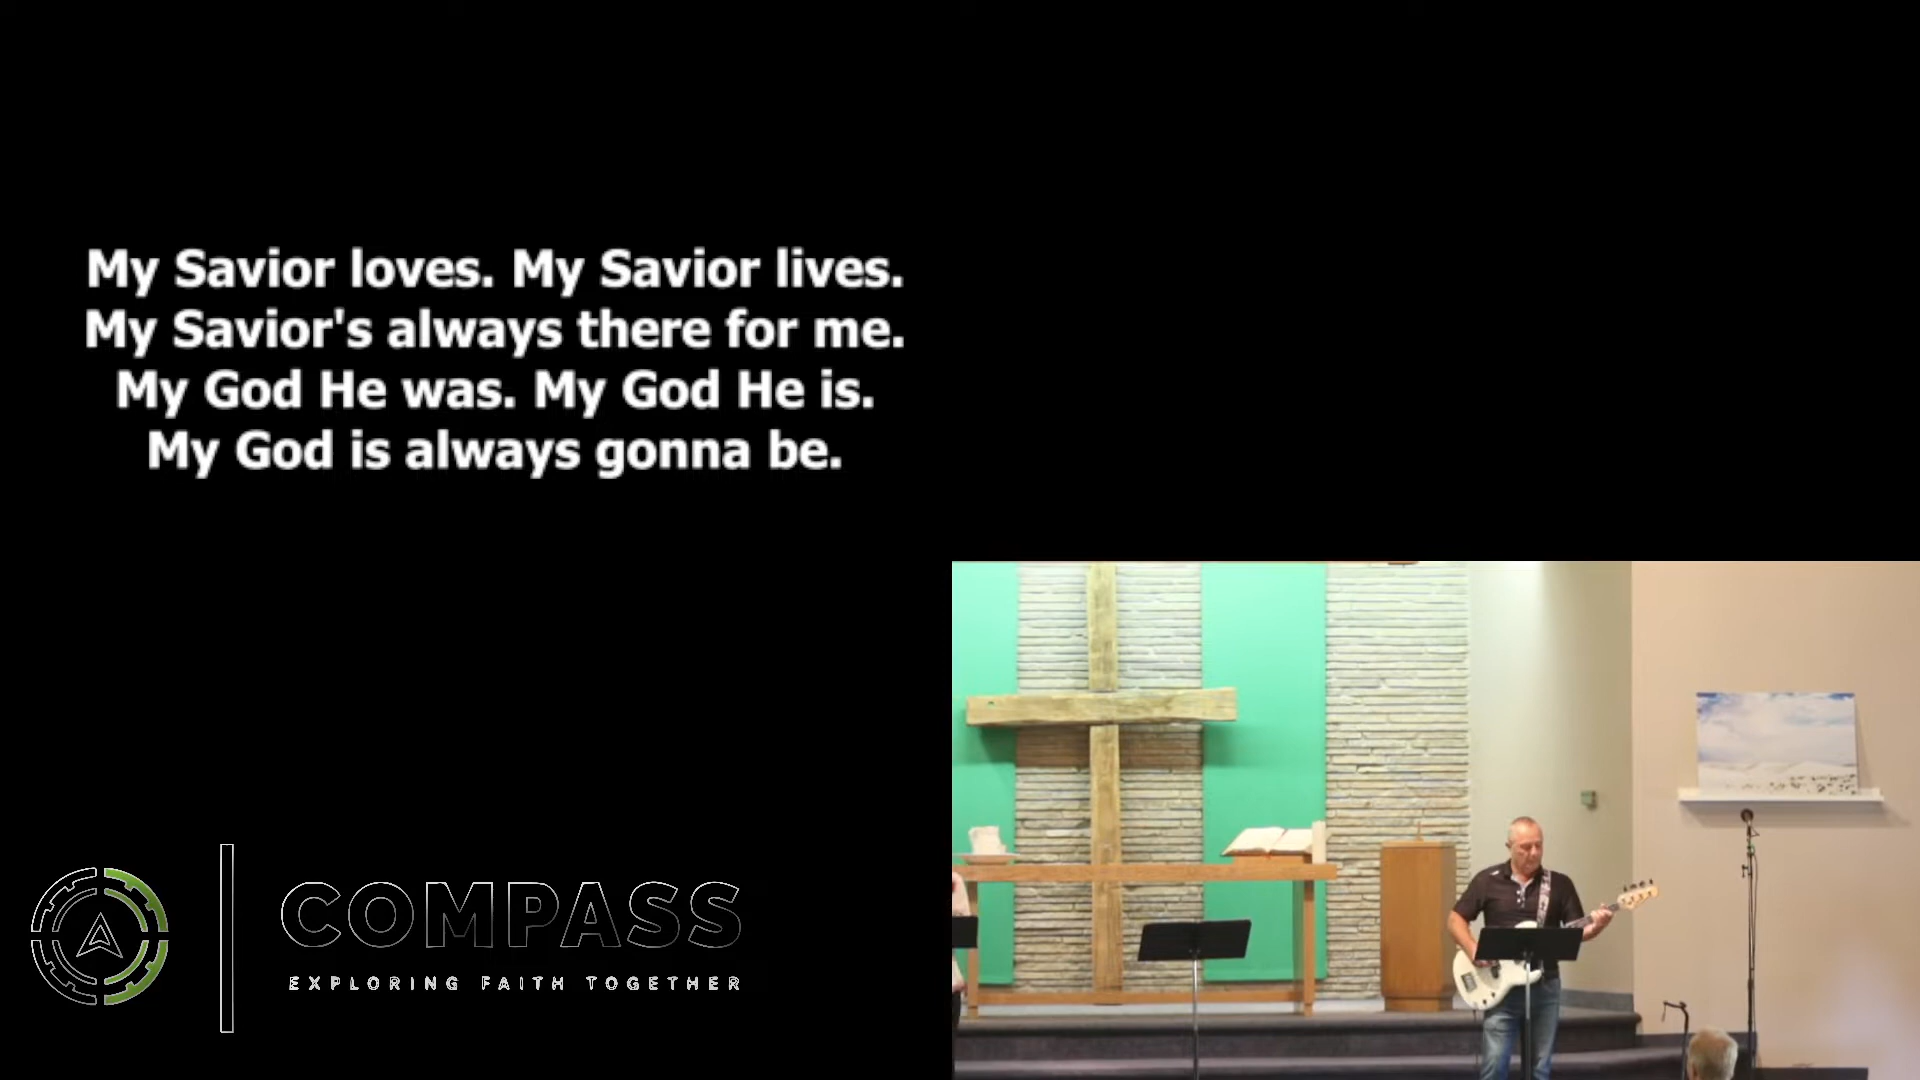 My Savior loves. My Savior lives.
My Savior's always there for me.
My God He was. My God He is.
My God is always gonna be.
COMPASS
EXPLORING FAITH TOGETHER